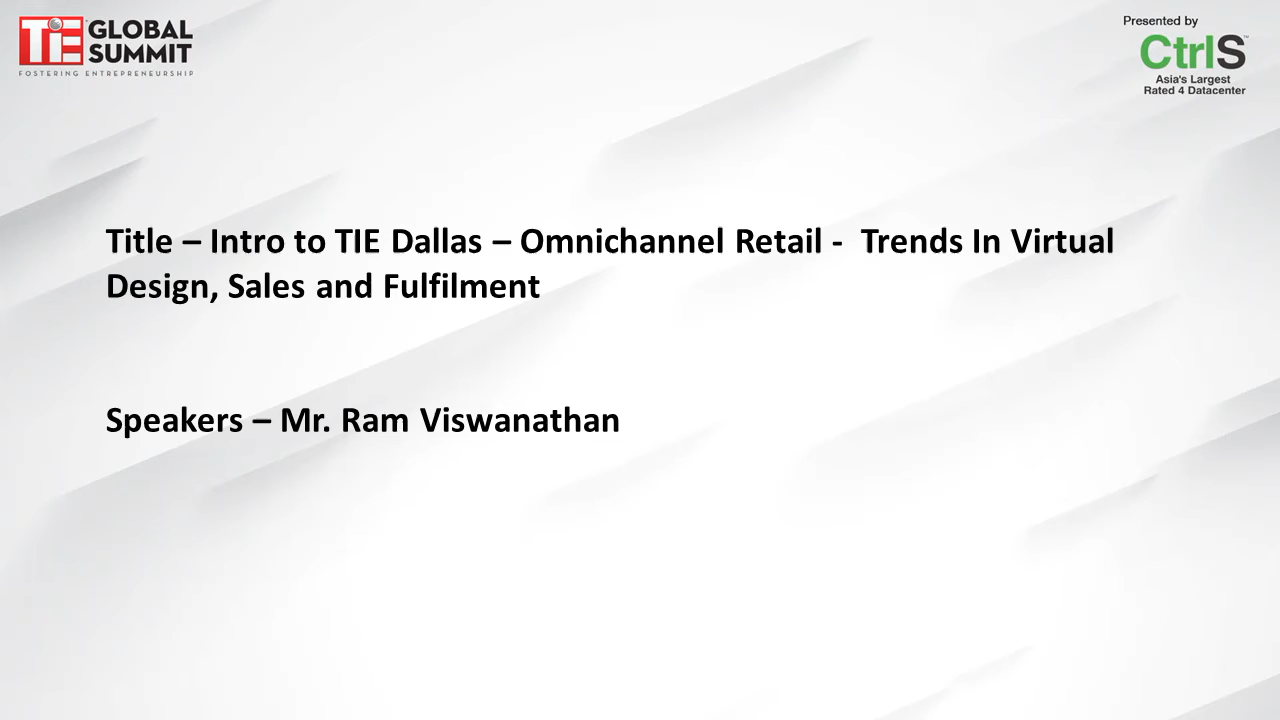 TiE GLOBAL
SUMMIT
FOSTERING ENTREPRENEURSHIP
Presented by
CtrlS™
Asia's Largest
Rated 4 Datacenter
Title – Intro to TIE Dallas – Omnichannel Retail -  Trends In Virtual
Design, Sales and Fulfilment
Speakers – Mr. Ram Viswanathan